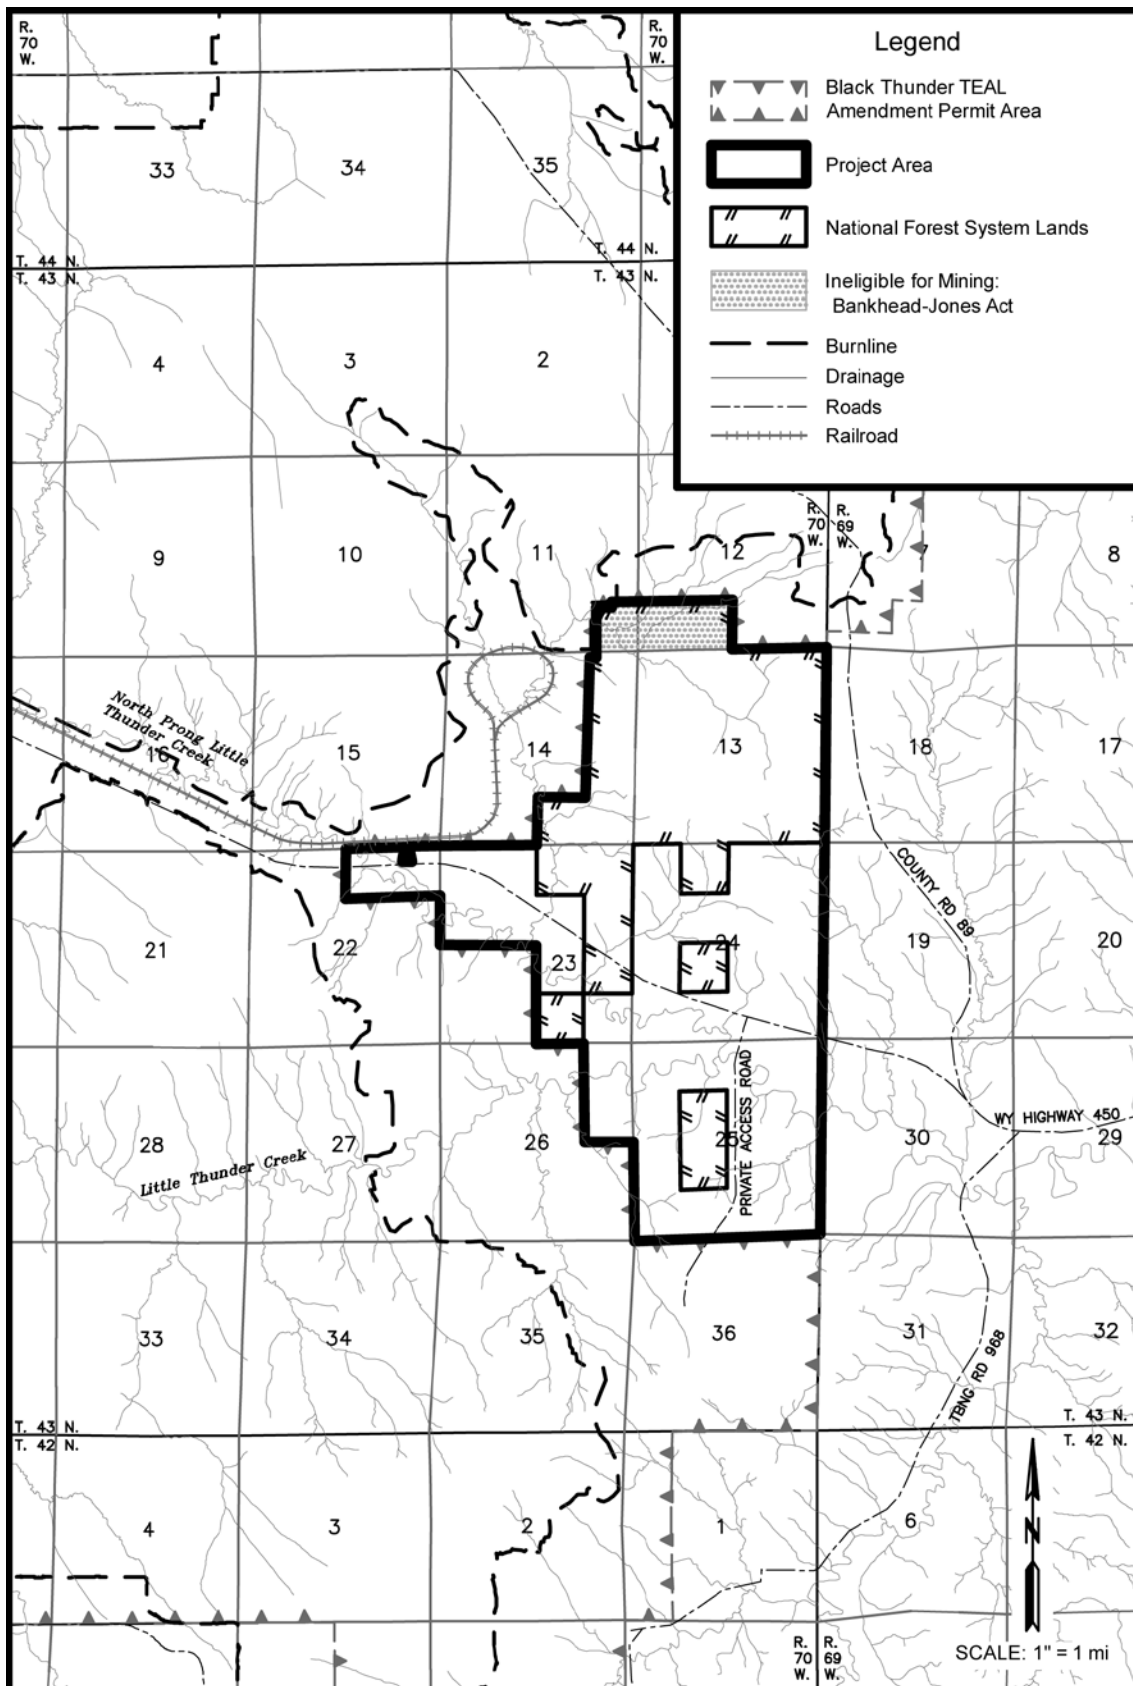 R.
70
W.
R.
70
W.
Legend
Black Thunder TEAL
Amendment Permit Area
Project Area
National Forest System Lands
Ineligible for Mining:
Bankhead-Jones Act
Burnline
Drainage
Roads
Railroad
33
34
35
T. 44 N.
T. 43 N.
T. 44 N.
T. 43 N.
4
3
2
R. R.
70 69
W. W.
9
10
11
12
7
8
North Prong Little
Thunder Creek
16
15
14
13
18
17
COUNTY RD 89
21
22
23
24
19
20
PRIVATE ACCESS ROAD
WY HIGHWAY 450
28
27
26
25
30
29
Little Thunder Creek
33
34
35
36
31
32
TBNG RD 968
T. 43 N.
T. 42 N.
T. 43 N.
T. 42 N.
4
3
2
1
6
N
R. R.
70 69
W. W.
SCALE: 1" = 1 mi